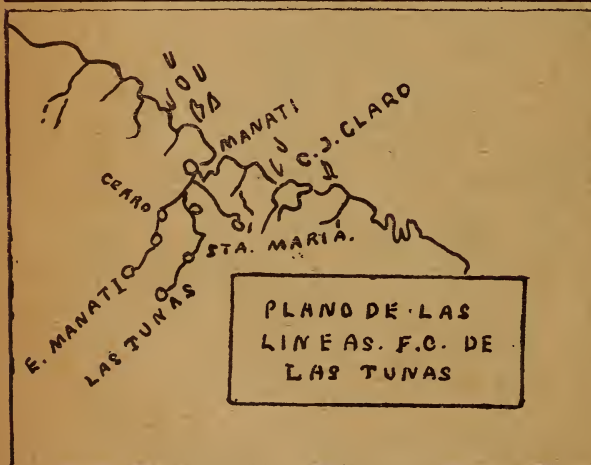 MANATI
C. J. CLARO
CERRO
STA. MARIA.
E. MANATI
LAS TUNAS
PLANO DE LAS
LINEAS. F.C. DE
LAS TUNAS